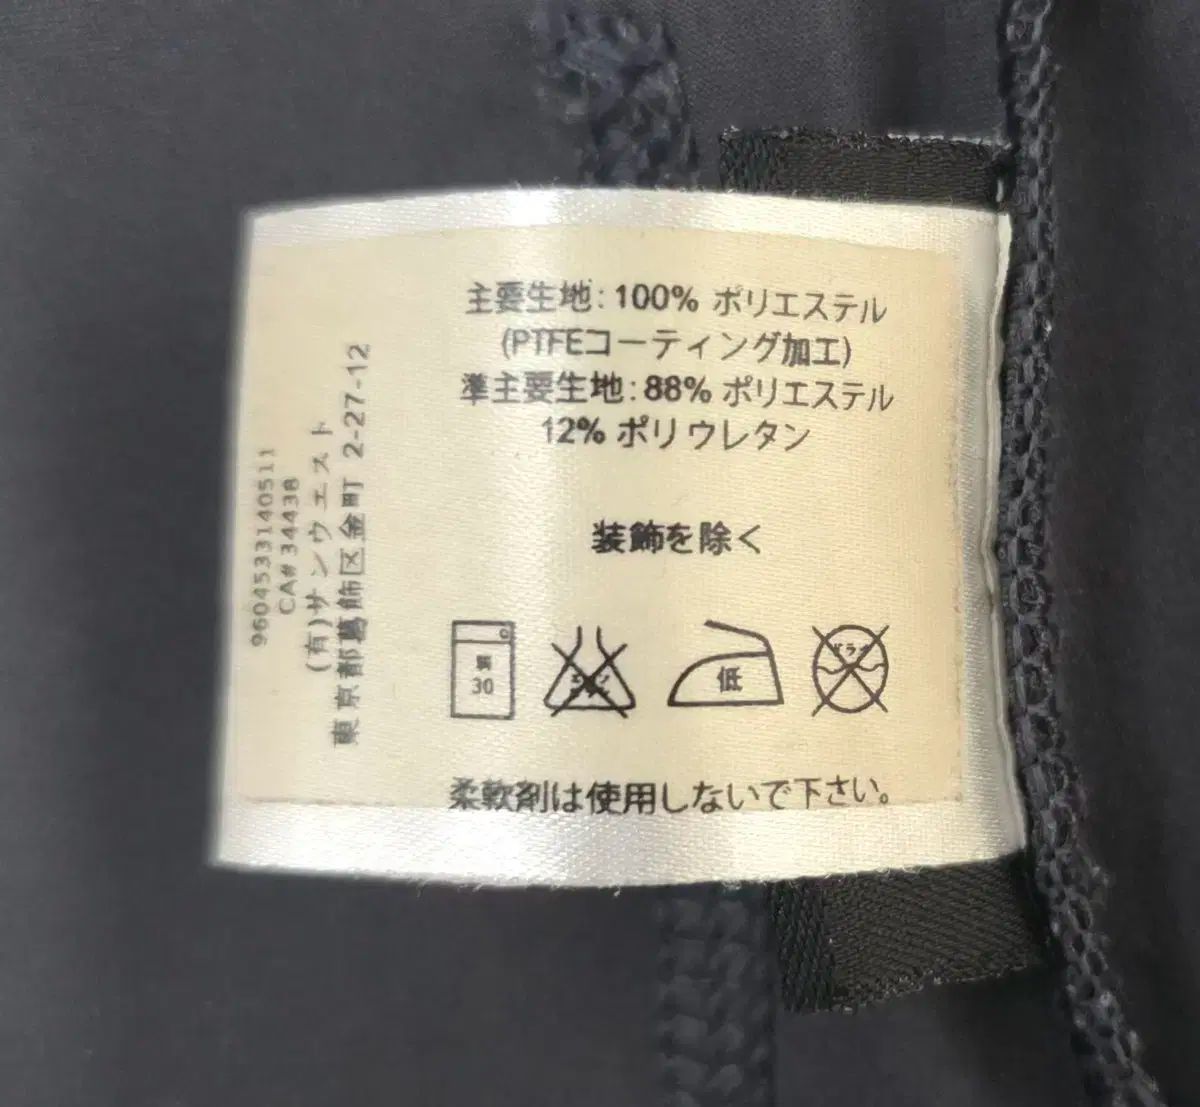 主要生地: 100% ポリエステル
(PTFEコーティング加工)
準主要生地: 88% ポリエステル
12% ポリウレタン
装飾を除く
30
低
ドライ
柔軟剤は使用しないで下さい。
9604533140511
CA# 34438
(有)サンウエスト
東京都葛飾区金町 2-27-12